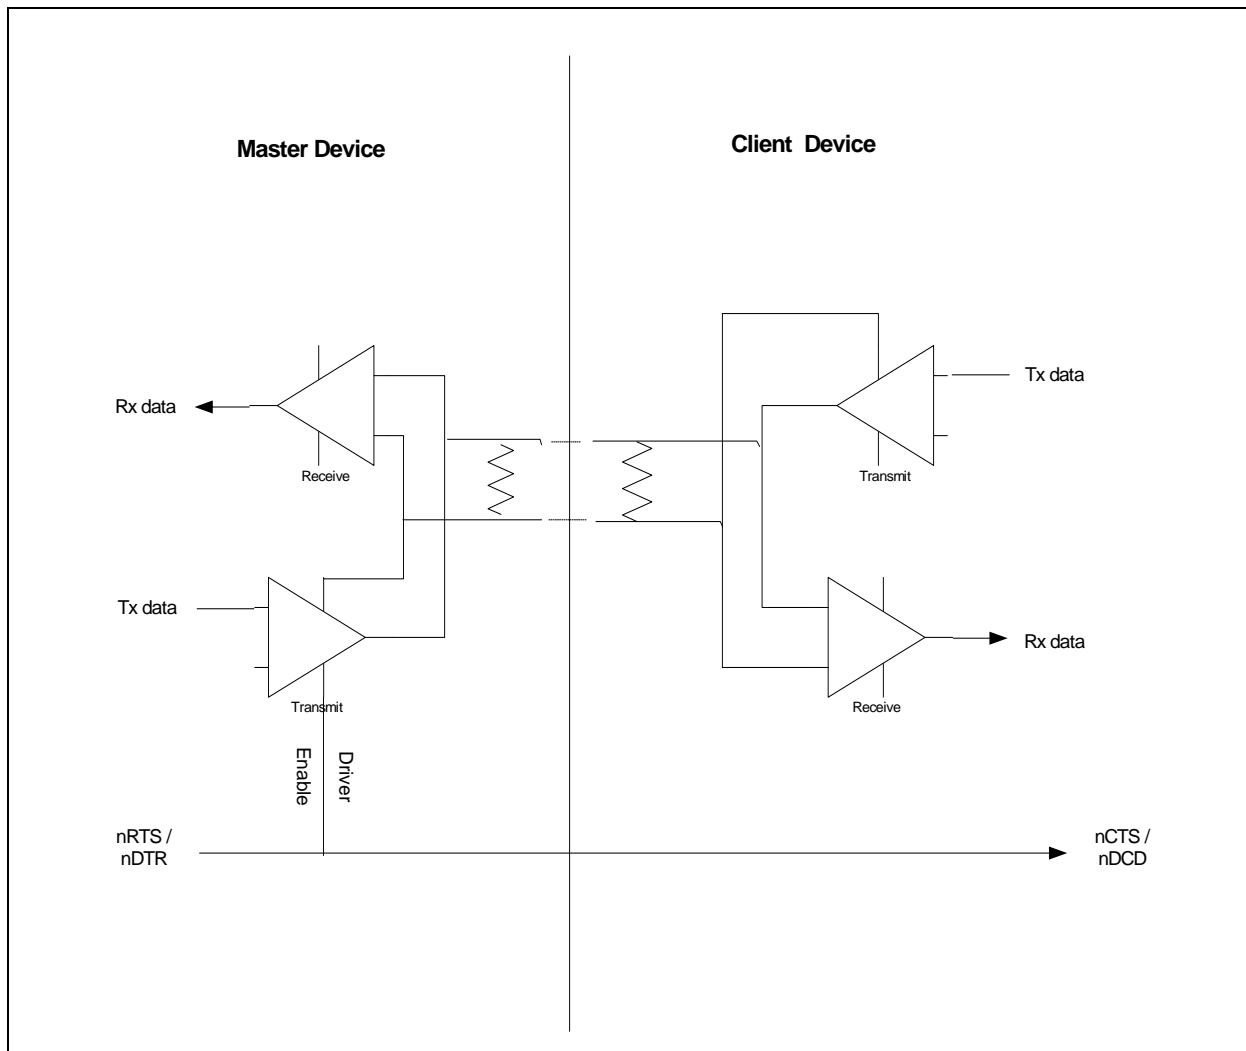 Master Device
Client Device
Rx data
Receive
Tx data
Transmit
Tx data
Transmit
Rx data
Receive
Driver
Enable
nRTS /
nDTR
nCTS /
nDCD